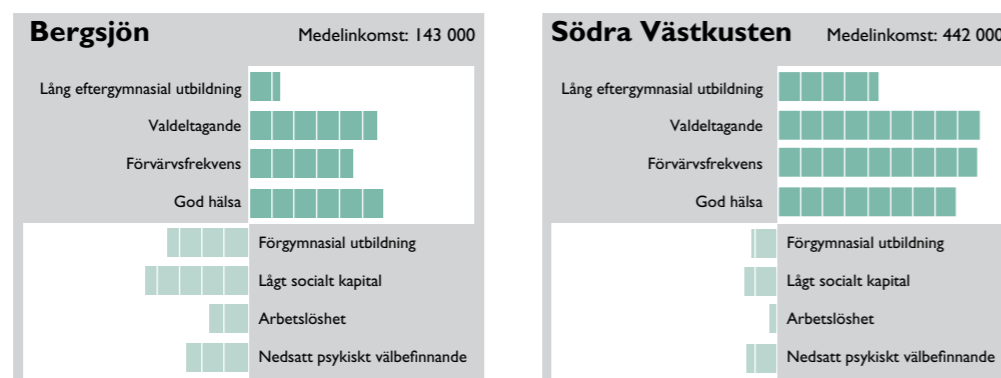 Bergsjön Medelinkomst: 143 000
Lång eftergymnasial utbildning
Valdeltagande
Förvärvsfrekvens
God hälsa
Förgymnasial utbildning
Lågt socialt kapital
Arbetslöshet
Nedsatt psykiskt välbefinnande
Södra Västkusten Medelinkomst: 442 000
Lång eftergymnasial utbildning
Valdeltagande
Förvärvsfrekvens
God hälsa
Förgymnasial utbildning
Lågt socialt kapital
Arbetslöshet
Nedsatt psykiskt välbefinnande